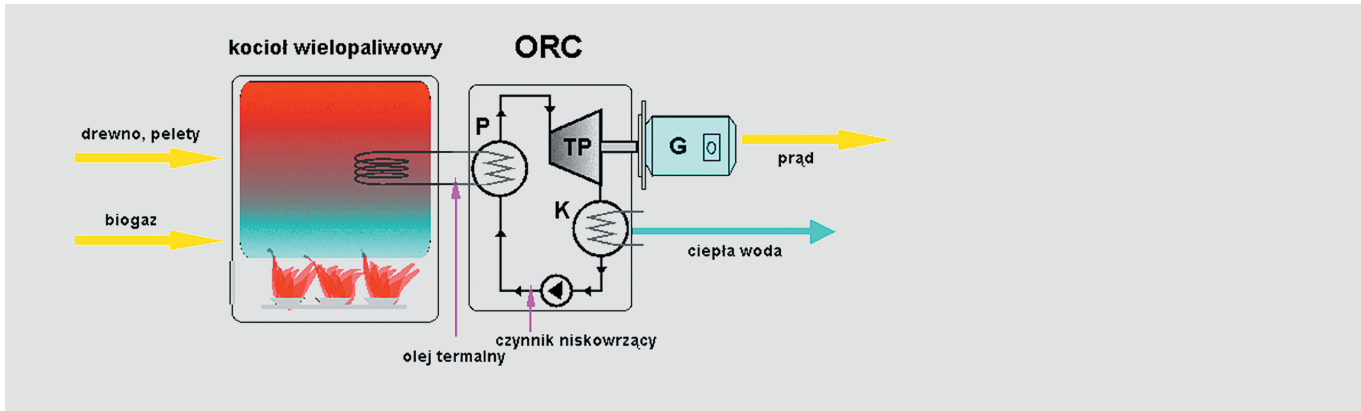 kocioł wielopaliwowy
ORC
drewno, pelety
P
TP
G
prąd
biogaz
K
ciepła woda
czynnik niskowrzący
olej termalny